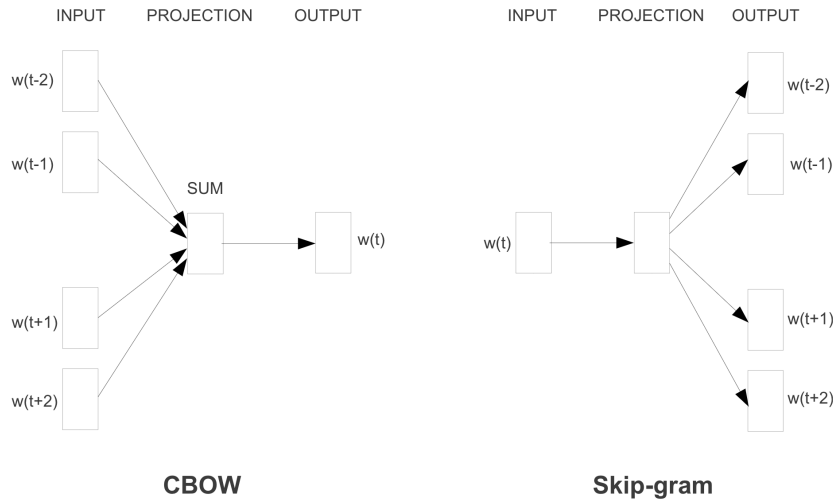 INPUT PROJECTION OUTPUT
w(t-2)
w(t-1)
SUM
w(t)
w(t+1)
w(t+2)
CBOW
INPUT PROJECTION OUTPUT
w(t-2)
w(t-1)
w(t)
w(t+1)
w(t+2)
Skip-gram